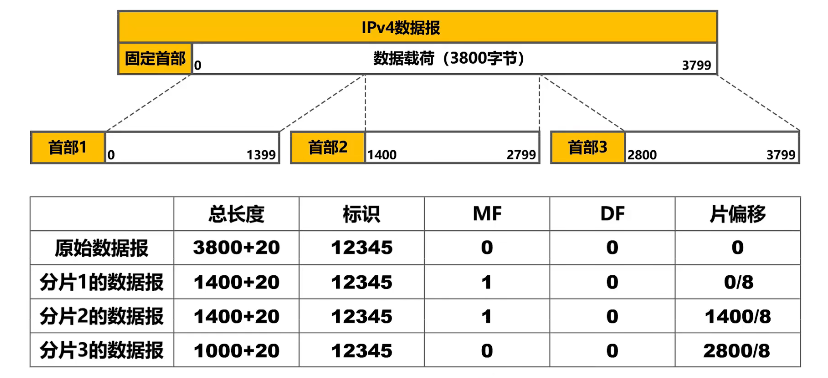 IPv4数据报
固定首部 0 数据载荷（3800字节） 3799
首部1 0 1399 首部2 1400 2799 首部3 2800 3799
总长度 标识 MF DF 片偏移
原始数据报 3800+20 12345 0 0 0
分片1的数据报 1400+20 12345 1 0 0/8
分片2的数据报 1400+20 12345 1 0 1400/8
分片3的数据报 1000+20 12345 0 0 2800/8